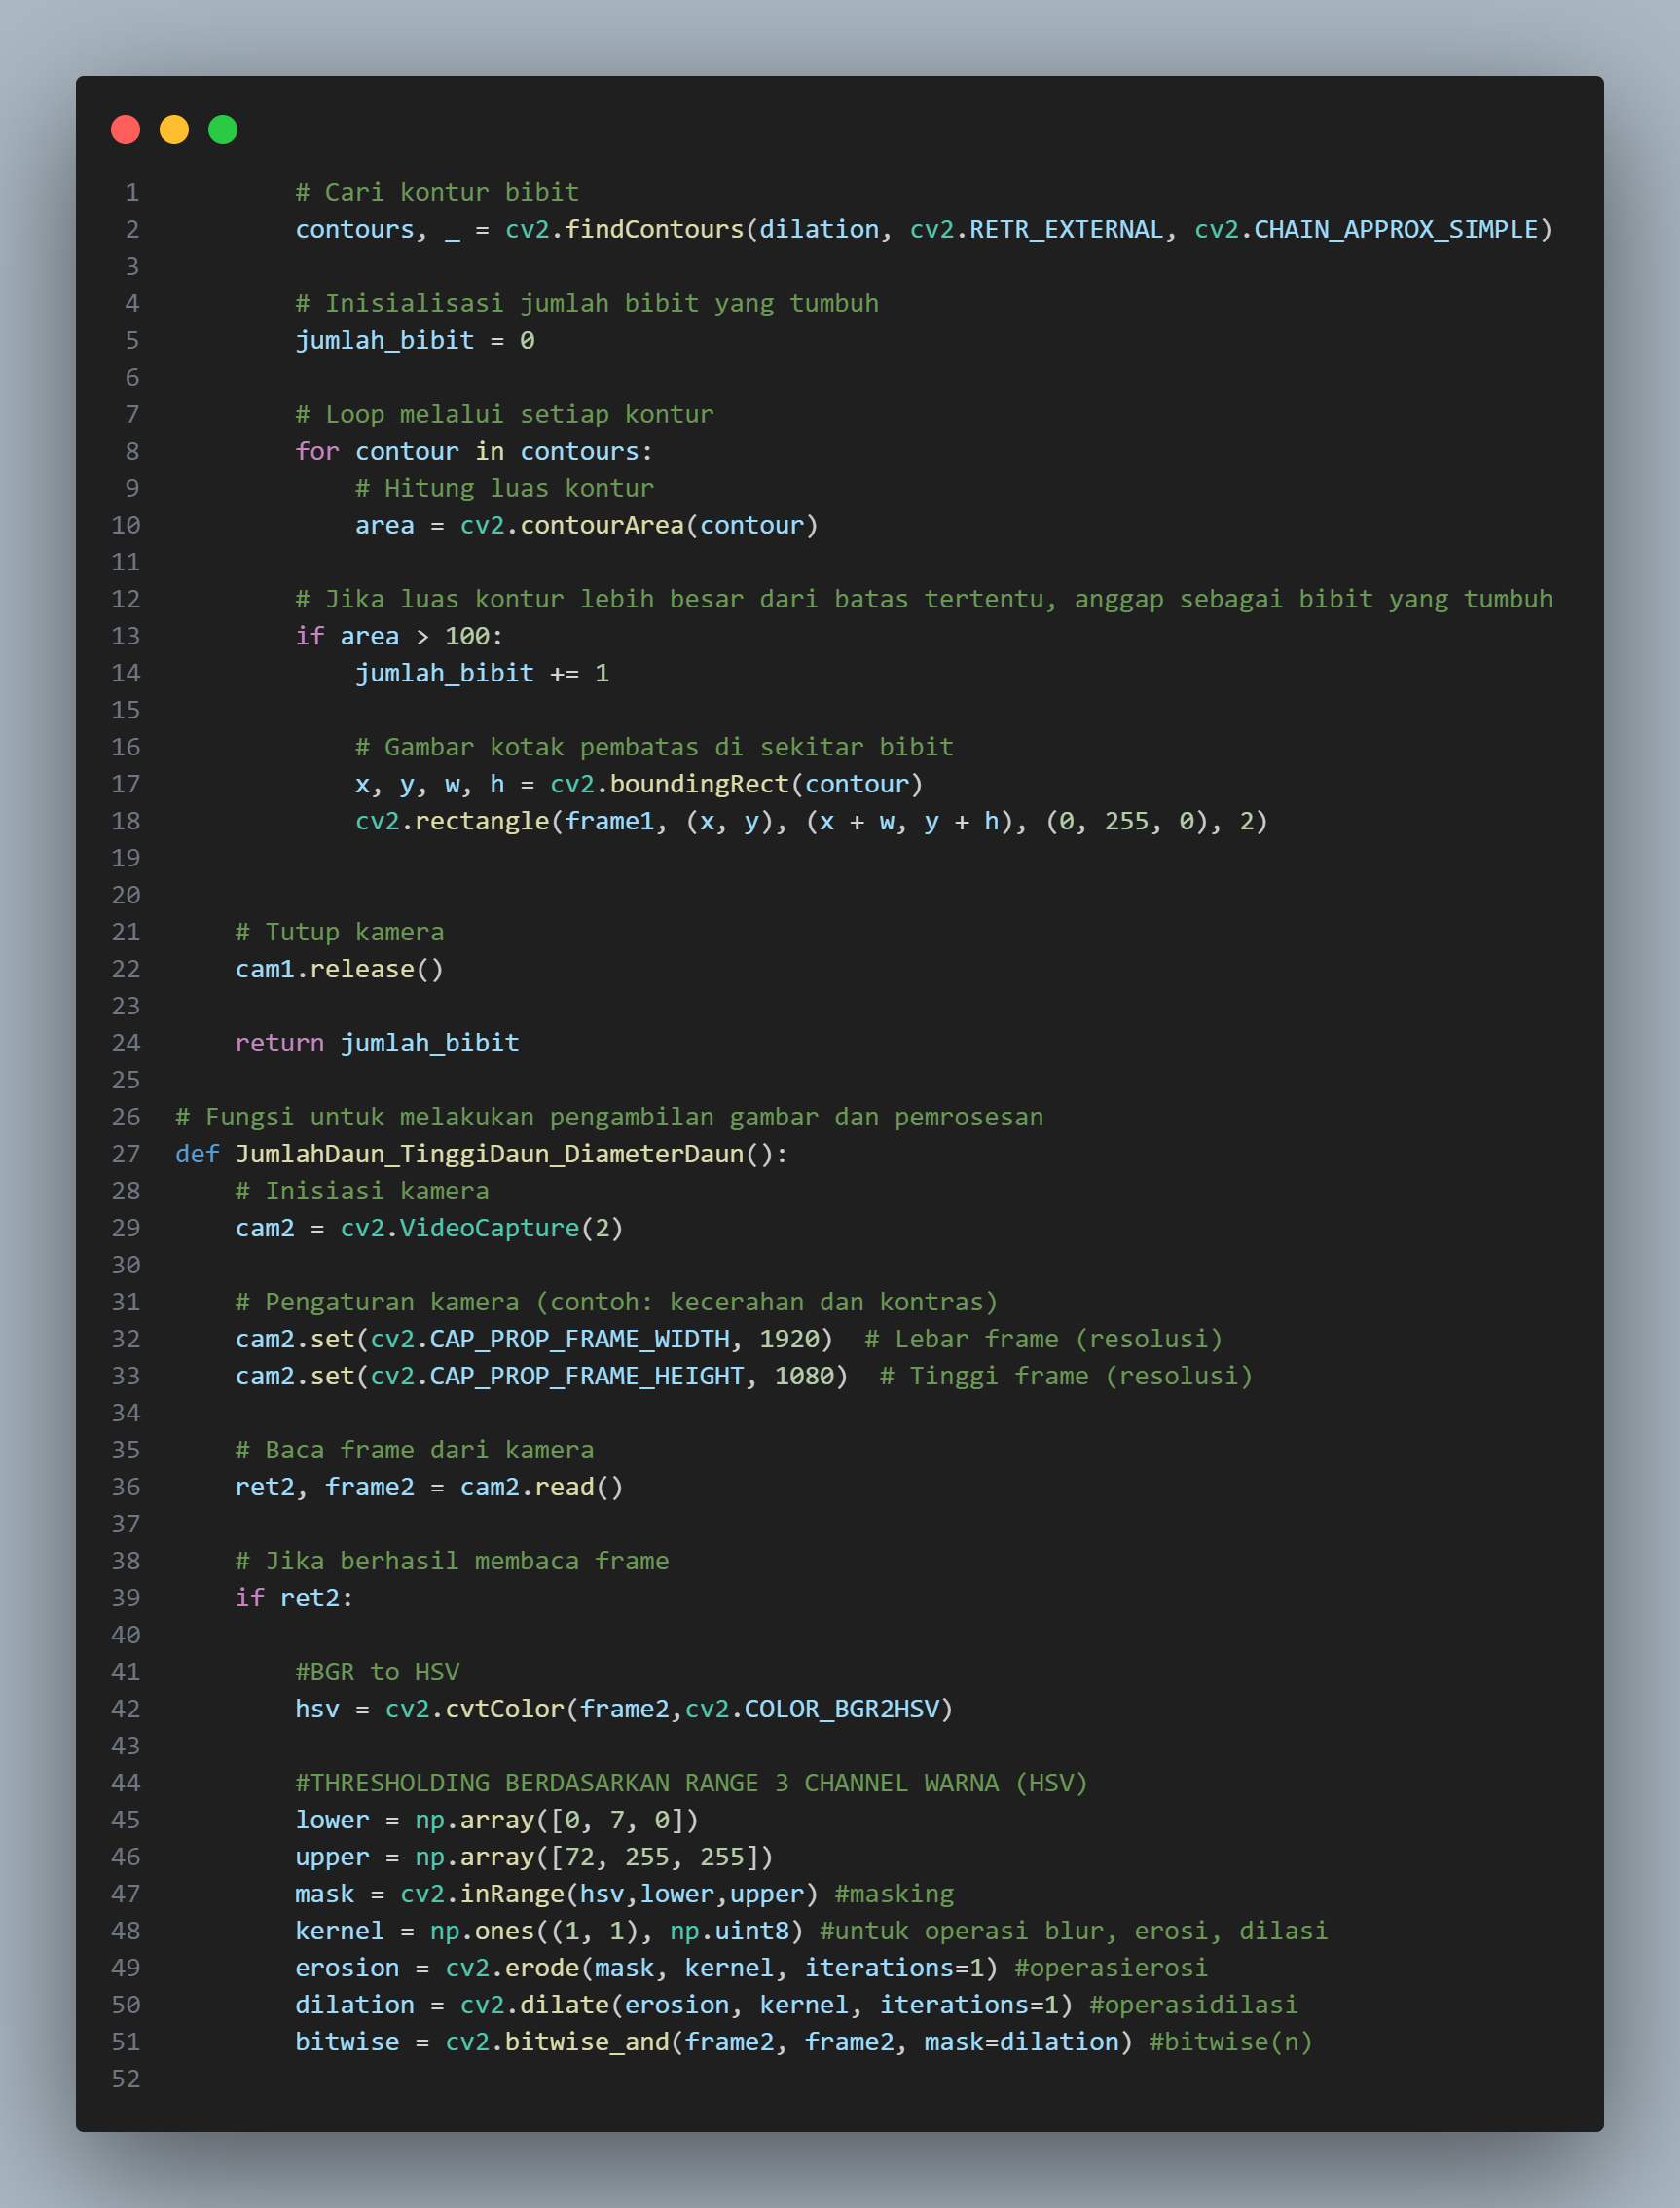 1 # Cari kontur bibit
2 contours, _ = cv2.findContours(dilation, cv2.RETR_EXTERNAL, cv2.CHAIN_APPROX_SIMPLE)
3
4 # Inisialisasi jumlah bibit yang tumbuh
5 jumlah_bibit = 0
6
7 # Loop melalui setiap kontur
8 for contour in contours:
9 # Hitung luas kontur
10 area = cv2.contourArea(contour)
11
12 # Jika luas kontur lebih besar dari batas tertentu, anggap sebagai bibit yang tumbuh
13 if area > 100:
14 jumlah_bibit += 1
15
16 # Gambar kotak pembatas di sekitar bibit
17 x, y, w, h = cv2.boundingRect(contour)
18 cv2.rectangle(frame1, (x, y), (x + w, y + h), (0, 255, 0), 2)
19
20
21 # Tutup kamera
22 cam1.release()
23
24 return jumlah_bibit
25
26 # Fungsi untuk melakukan pengambilan gambar dan pemrosesan
27 def JumlahDaun_TinggiDaun_DiameterDaun():
28 # Inisiasi kamera
29 cam2 = cv2.VideoCapture(2)
30
31 # Pengaturan kamera (contoh: kecerahan dan kontras)
32 cam2.set(cv2.CAP_PROP_FRAME_WIDTH, 1920)  # Lebar frame (resolusi)
33 cam2.set(cv2.CAP_PROP_FRAME_HEIGHT, 1080)  # Tinggi frame (resolusi)
34
35 # Baca frame dari kamera
36 ret2, frame2 = cam2.read()
37
38 # Jika berhasil membaca frame
39 if ret2:
40
41 #BGR to HSV
42 hsv = cv2.cvtColor(frame2,cv2.COLOR_BGR2HSV)
43
44 #THRESHOLDING BERDASARKAN RANGE 3 CHANNEL WARNA (HSV)
45 lower = np.array([0, 7, 0])
46 upper = np.array([72, 255, 255])
47 mask = cv2.inRange(hsv,lower,upper) #masking
48 kernel = np.ones((1, 1), np.uint8) #untuk operasi blur, erosi, dilasi
49 erosion = cv2.erode(mask, kernel, iterations=1) #operasierosi
50 dilation = cv2.dilate(erosion, kernel, iterations=1) #operasidilasi
51 bitwise = cv2.bitwise_and(frame2, frame2, mask=dilation) #bitwise(n)
52